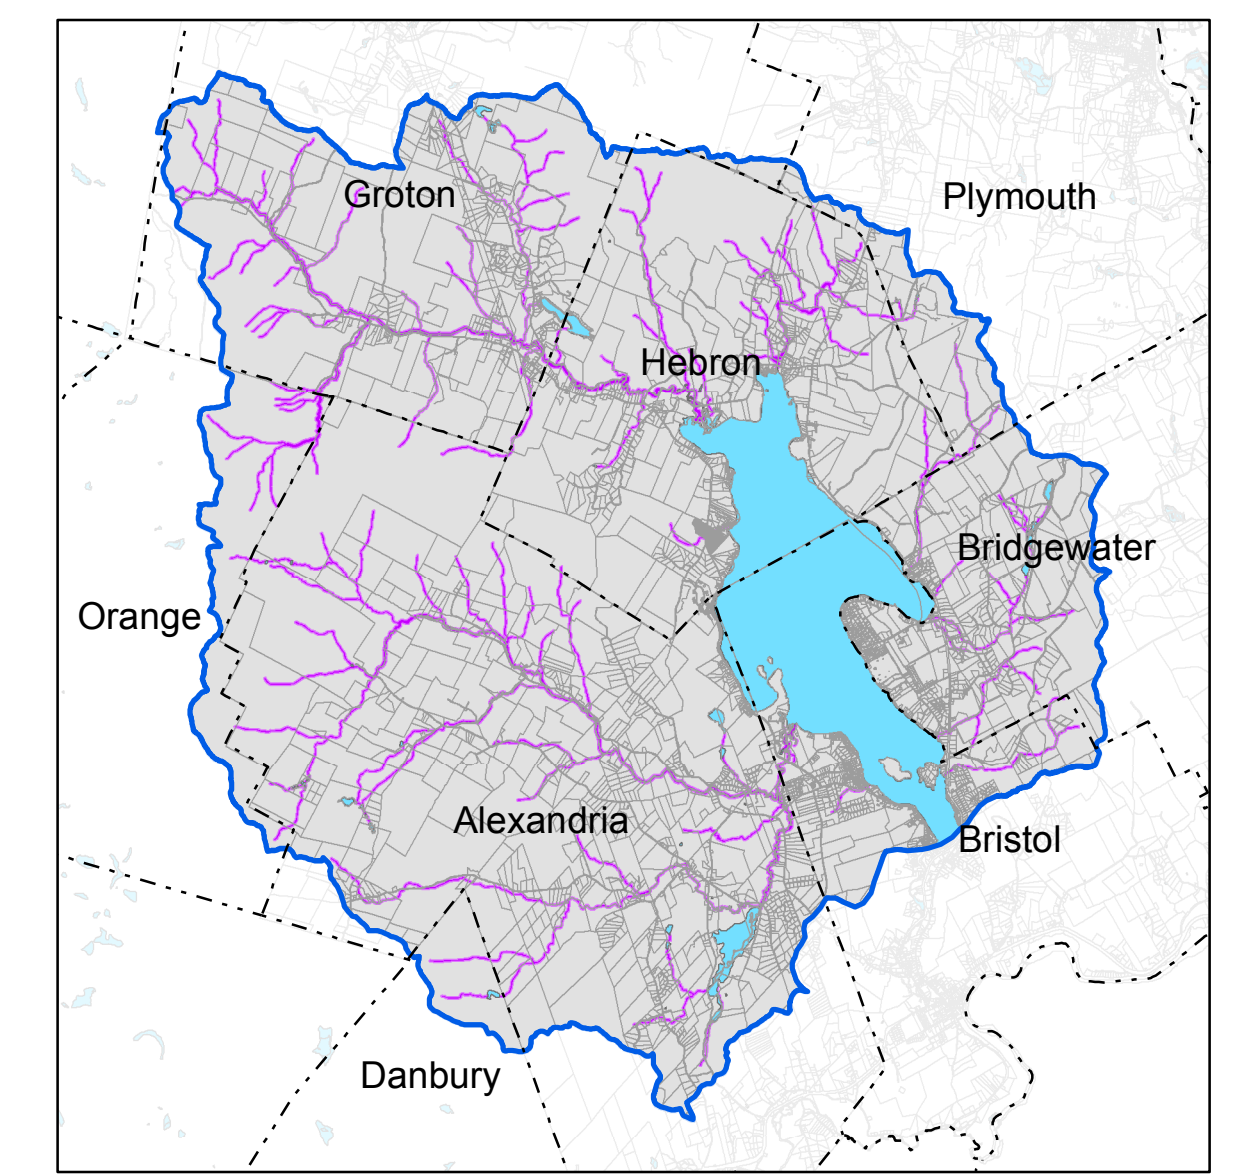 Groton
Plymouth
Hebron
Bridgewater
Orange
Alexandria
Bristol
Danbury